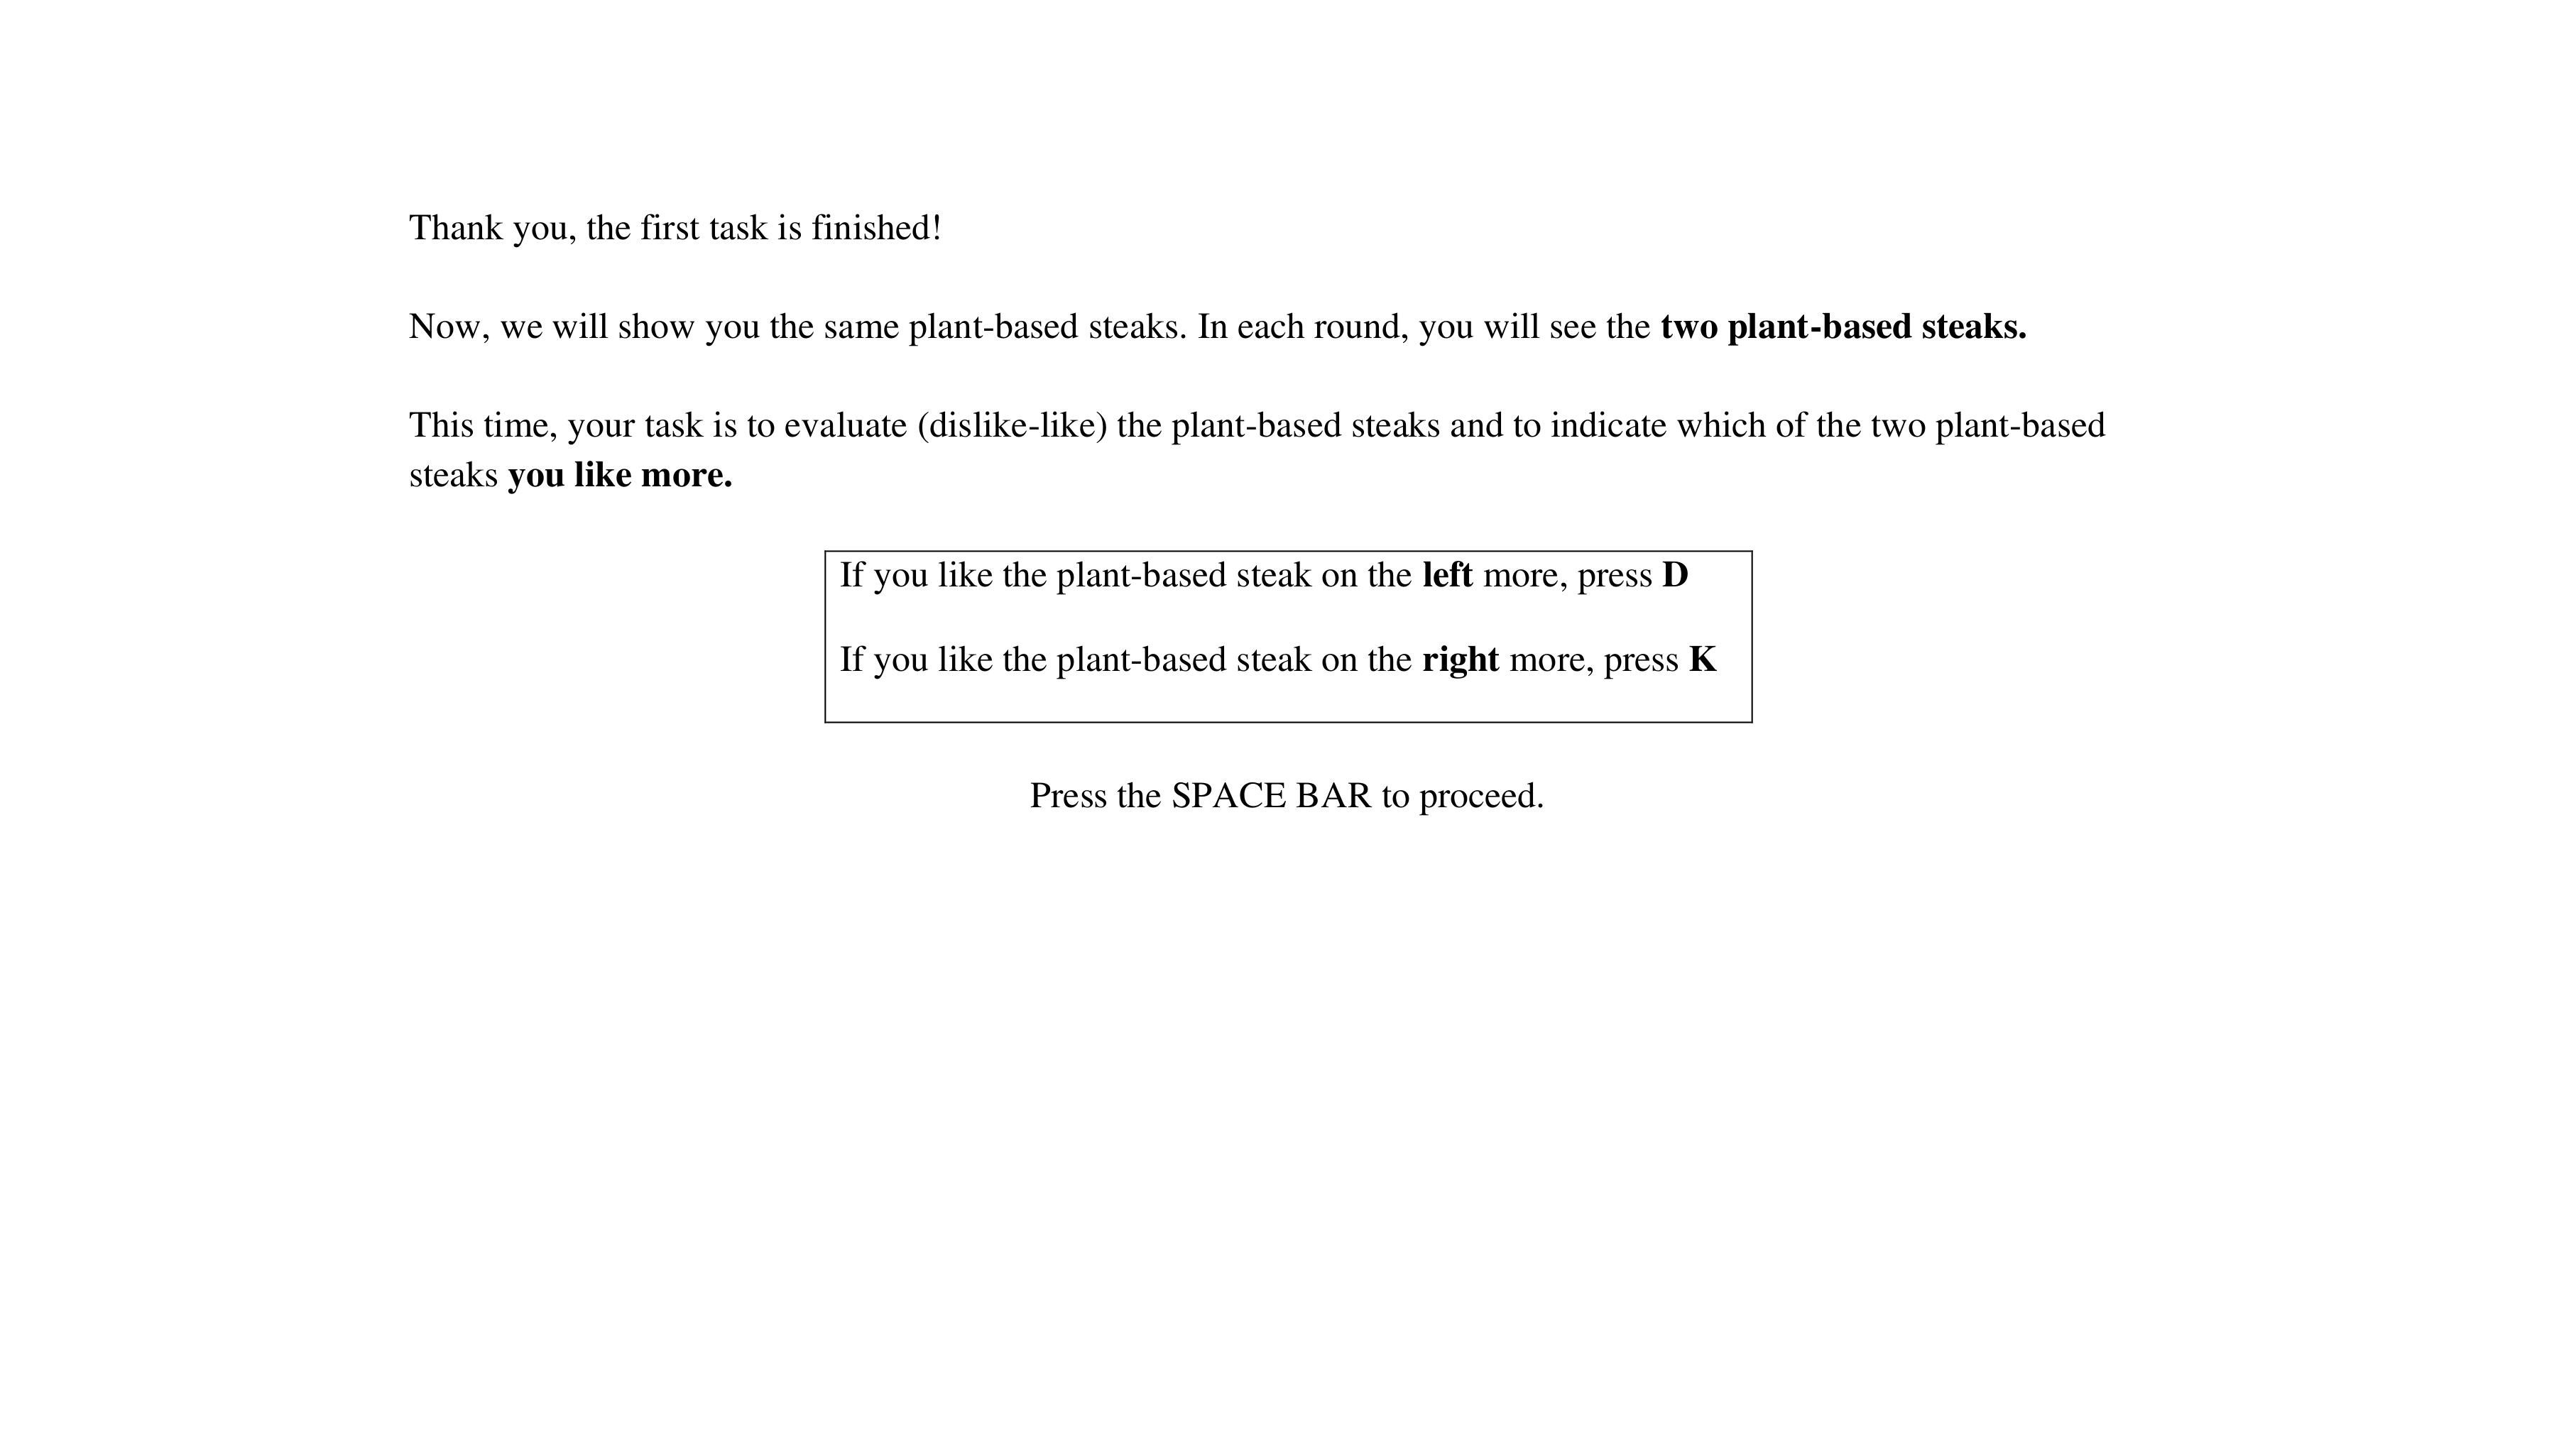 Thank you, the first task is finished!
Now, we will show you the same plant-based steaks. In each round, you will see the two plant-based steaks.
This time, your task is to evaluate (dislike-like) the plant-based steaks and to indicate which of the two plant-based
steaks you like more.
If you like the plant-based steak on the left more, press D
If you like the plant-based steak on the right more, press K
Press the SPACE BAR to proceed.